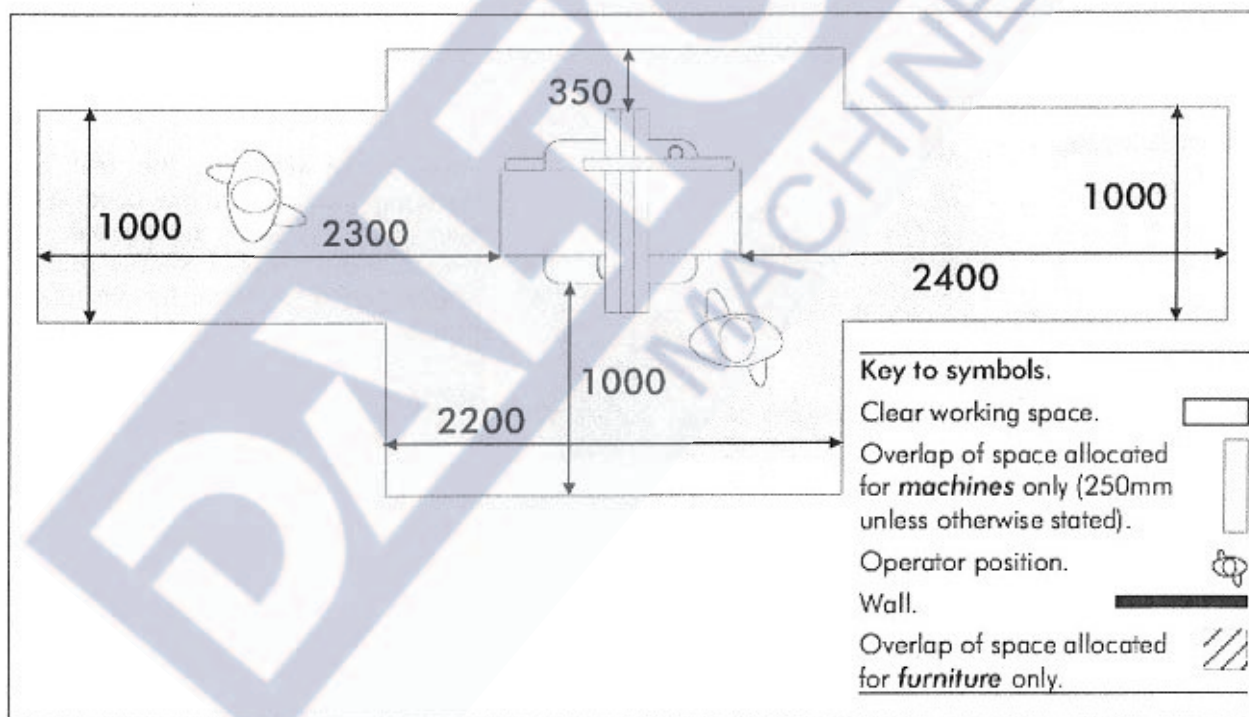 350
1000
2300
1000
2400
1000
2200
Key to symbols.
Clear working space.
Overlap of space allocated
for machines only (250mm
unless otherwise stated).
Operator position.
Wall.
Overlap of space allocated
for furniture only.